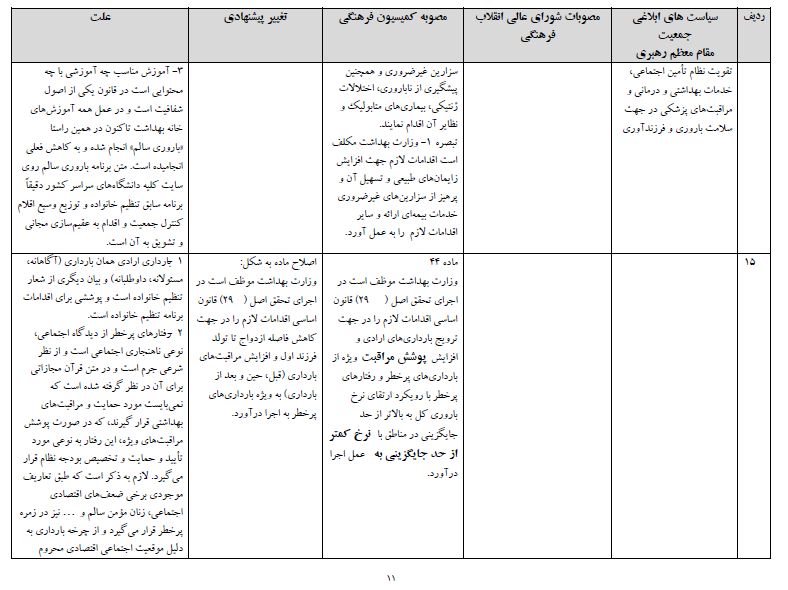 ردیف
سیاست های ابلاغی
جمعیت
مقام معظم رهبری
مصوبات شورای عالی انقلاب
فرهنگی
مصوبه کمیسیون فرهنگی
تغییر پیشنهادی
علت
تقویت نظام تأمین اجتماعی،
خدمات بهداشتی و درمانی و
مراقبت‌های پزشکی در جهت
سلامت باروری و فرزندآوری
سزارین غیرضروری و همچنین
پیشگیری از ناباروری، اختلالات
ژنتیکی، بیماری‌های متابولیک و
نظایر آن اقدام نمایند.
تبصره ۱- وزارت بهداشت مکلف
است اقدامات لازم جهت افزایش
زایمان‌های طبیعی و تسهیل آن و
پرهیز از سزارین‌های غیرضروری
خدمات بیمه‌ای ارائه و سایر
اقدامات لازم را به عمل آورد.
۳- آموزش مناسب چه آموزشی با چه
محتوایی است در قانون یکی از اصول
شفافیت است و در عمل همه آموزش‌های
خانه بهداشت تاکنون در همین راستا
«باروری سالم» انجام شده و به کاهش فعلی
انجامیده است. متن برنامه باروری سالم روی
سایت کلیه دانشگاه‌های سراسر کشور دقیقاً
برنامه سابق تنظیم خانواده و توزیع وسیع اقلام
کنترل جمعیت و اقدام به عقیم‌سازی مجانی
و تشویق به آن است.
۱۵
ماده ۴۴
وزارت بهداشت موظف است در
اجرای تحقق اصل (۲۹) قانون
اساسی اقدامات لازم را در جهت
ترویج بارداری‌های ارادی و
افزایش پوشش مراقبت ویژه از
بارداری‌های پرخطر و رفتارهای
پرخطر با رویکرد ارتقای نرخ
باروری کل به بالاتر از حد
جایگزینی در مناطق با نرخ کمتر
از حد جایگزینی به عمل اجرا
درآورد.
اصلاح ماده به شکل:
وزارت بهداشت موظف است در
اجرای تحقق اصل (۲۹) قانون
اساسی اقدامات لازم را در جهت
کاهش فاصله ازدواج تا تولد
فرزند اول و افزایش مراقبت‌های
بارداری (قبل، حین و بعد از
بارداری) به ویژه بارداری‌های
پرخطر به اجرا درآورد.
۱ -بارداری ارادی همان بارداری (آگاهانه،
مسئولانه، داوطلبانه) و بیان دیگری از شعار
تنظیم خانواده است و پوششی برای اقدامات
برنامه تنظیم خانواده است.
۲ -رفتارهای پرخطر از دیدگاه اجتماعی،
نوعی ناهنجاری اجتماعی است و از نظر
شرعی جرم است و در متن قرآن مجازاتی
برای آن در نظر گرفته شده است که
نمی‌بایست مورد حمایت و مراقبت‌های
بهداشتی قرار گیرند، که در صورت پوشش
مراقبت‌های ویژه، این رفتار به نوعی مورد
تأیید و حمایت و تخصیص بودجه نظام قرار
می‌گیرد. لازم به ذکر است که طبق تعاریف
موجودی برخی ضعف‌های اقتصادی
اجتماعی، زنان مؤمن سالم و … نیز در زمره
پرخطر قرار می‌گیرد و از چرخه بارداری به
دلیل موقعیت اجتماعی اقتصادی محروم
۱۱